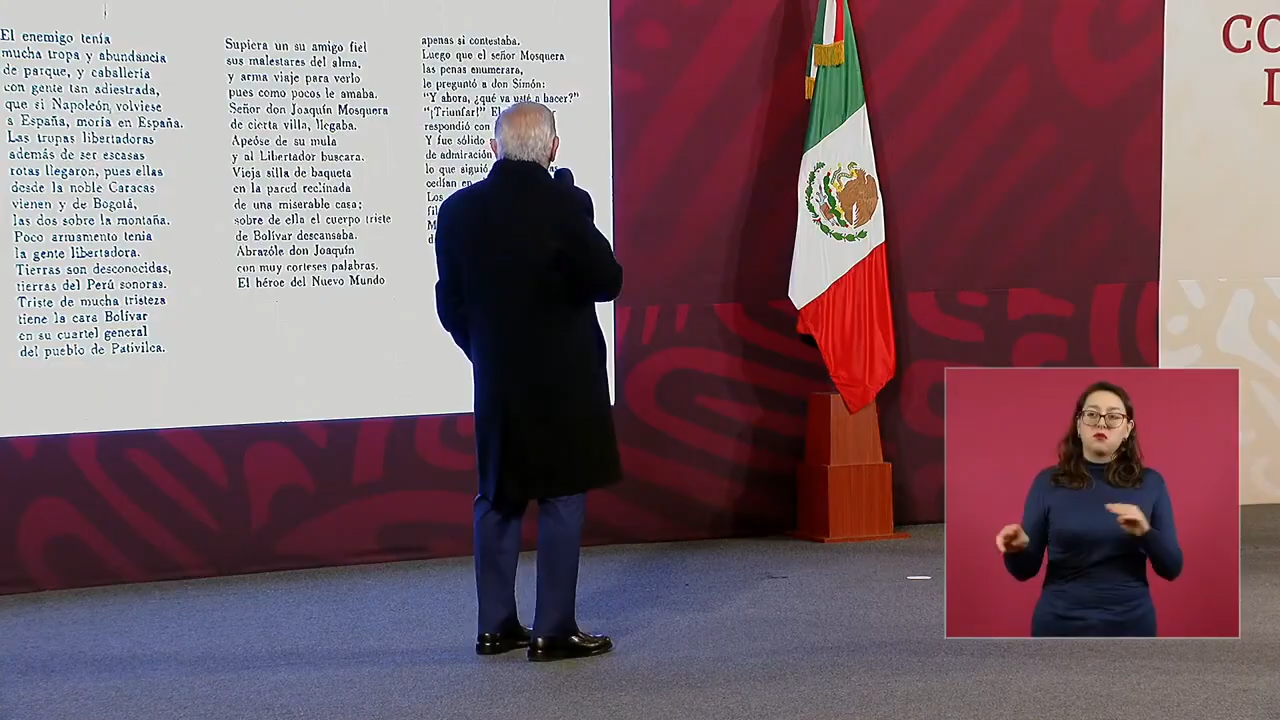 El enemigo tenía
mucha tropa y abundancia
de parque, y caballería
con gente tan adiestrada,
que si Napoleón volviese
a España, moría en España.
Las tropas libertadoras
además de ser escasas
rotas llegaron, pues ellas
desde la noble Caracas
vienen y de Bogotá,
las dos sobre la montaña.
Poco armamento tenía
la gente libertadora.
Tierras son desconocidas,
tierras del Perú sonoras.
Triste de mucha tristeza
tiene la cara Bolívar
en su cuartel general
del pueblo de Pativilca.
Supiera un su amigo fiel
sus malestares del alma,
y arma viaje para verlo
pues como pocos le amaba.
Señor don Joaquín Mosquera
de cierta villa, llegaba.
Apeóse de su mula
y al Libertador buscara.
Vieja silla de baqueta
en la pared reclinada
de una miserable casa;
sobre de ella el cuerpo triste
de Bolívar descansaba.
Abrazóle don Joaquín
con muy corteses palabras.
El héroe del Nuevo Mundo
apenas si contestaba.
Luego que el señor Mosquera
las penas enumerara,
le preguntó a don Simón:
"Y ahora, ¿qué va usté a hacer?"
"¡Triunfar!" El
respondió con
Y fue sólido
de admiración
lo que siguió
cedían en
Los
CO